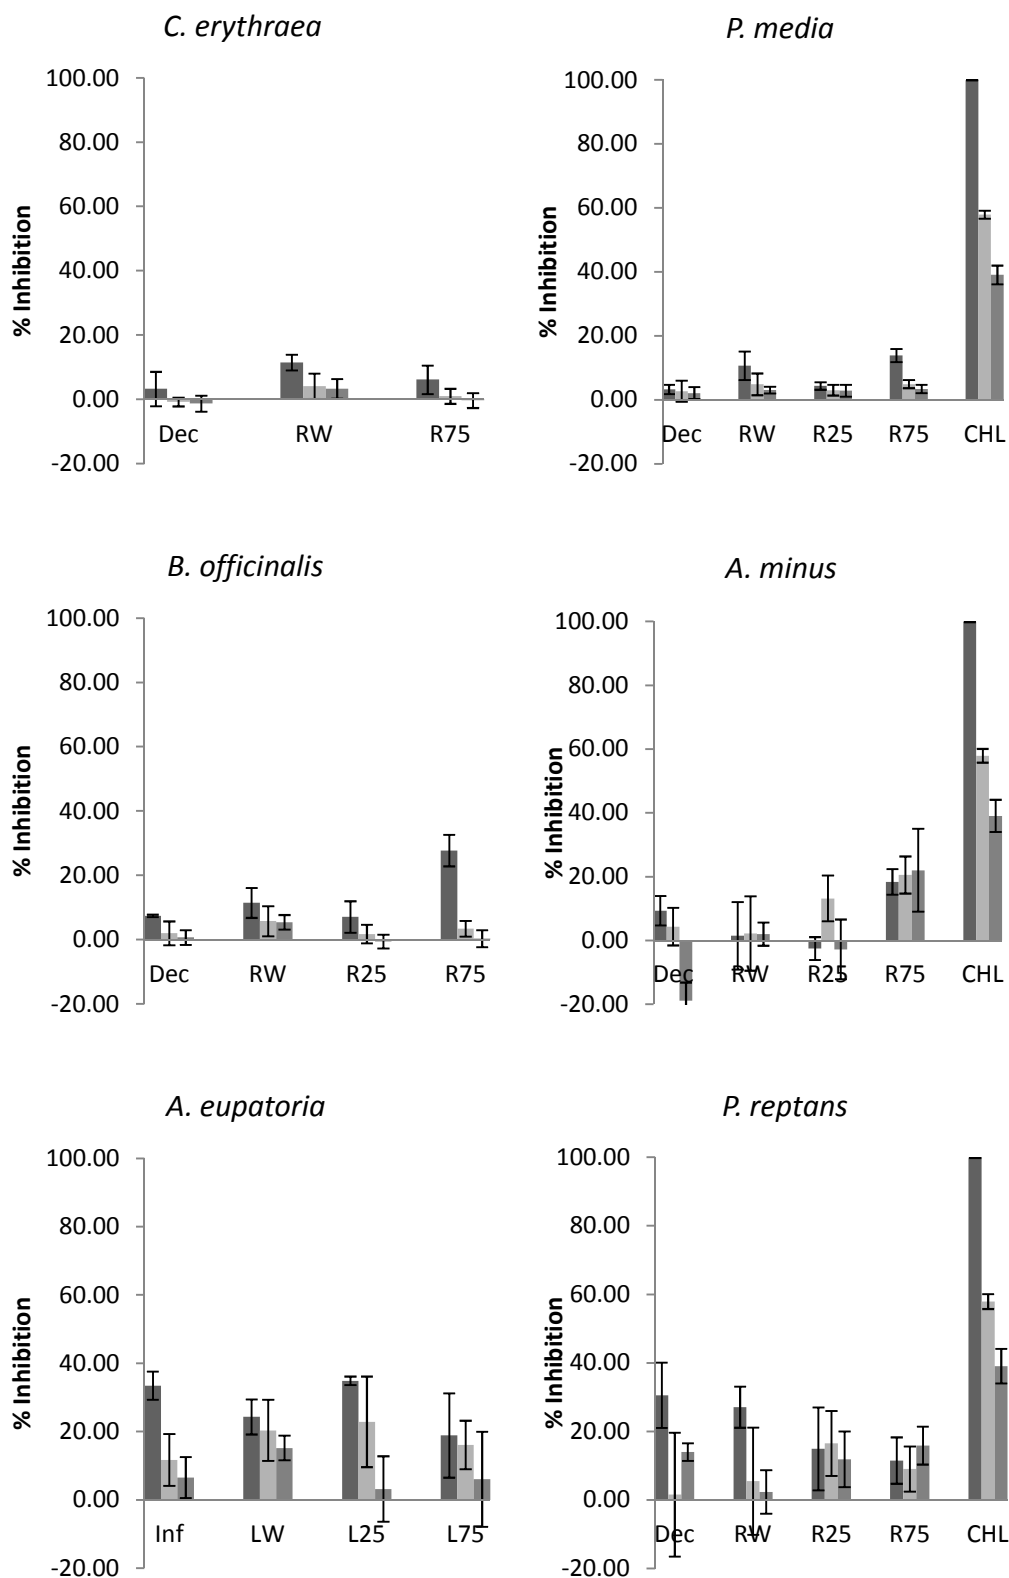 C. erythraea
100.00
80.00
60.00
40.00
20.00
0.00
-20.00
% Inhibition
Dec RW R75
P. media
100.00
80.00
60.00
40.00
20.00
0.00
-20.00
% Inhibition
Dec RW R25 R75 CHL
B. officinalis
100.00
80.00
60.00
40.00
20.00
0.00
-20.00
% Inhibition
Dec RW R25 R75
A. minus
100.00
80.00
60.00
40.00
20.00
0.00
-20.00
% Inhibition
Dec RW R25 R75 CHL
A. eupatoria
100.00
80.00
60.00
40.00
20.00
0.00
-20.00
% Inhibition
Inf LW L25 L75
P. reptans
100.00
80.00
60.00
40.00
20.00
0.00
-20.00
% Inhibition
Dec RW R25 R75 CHL